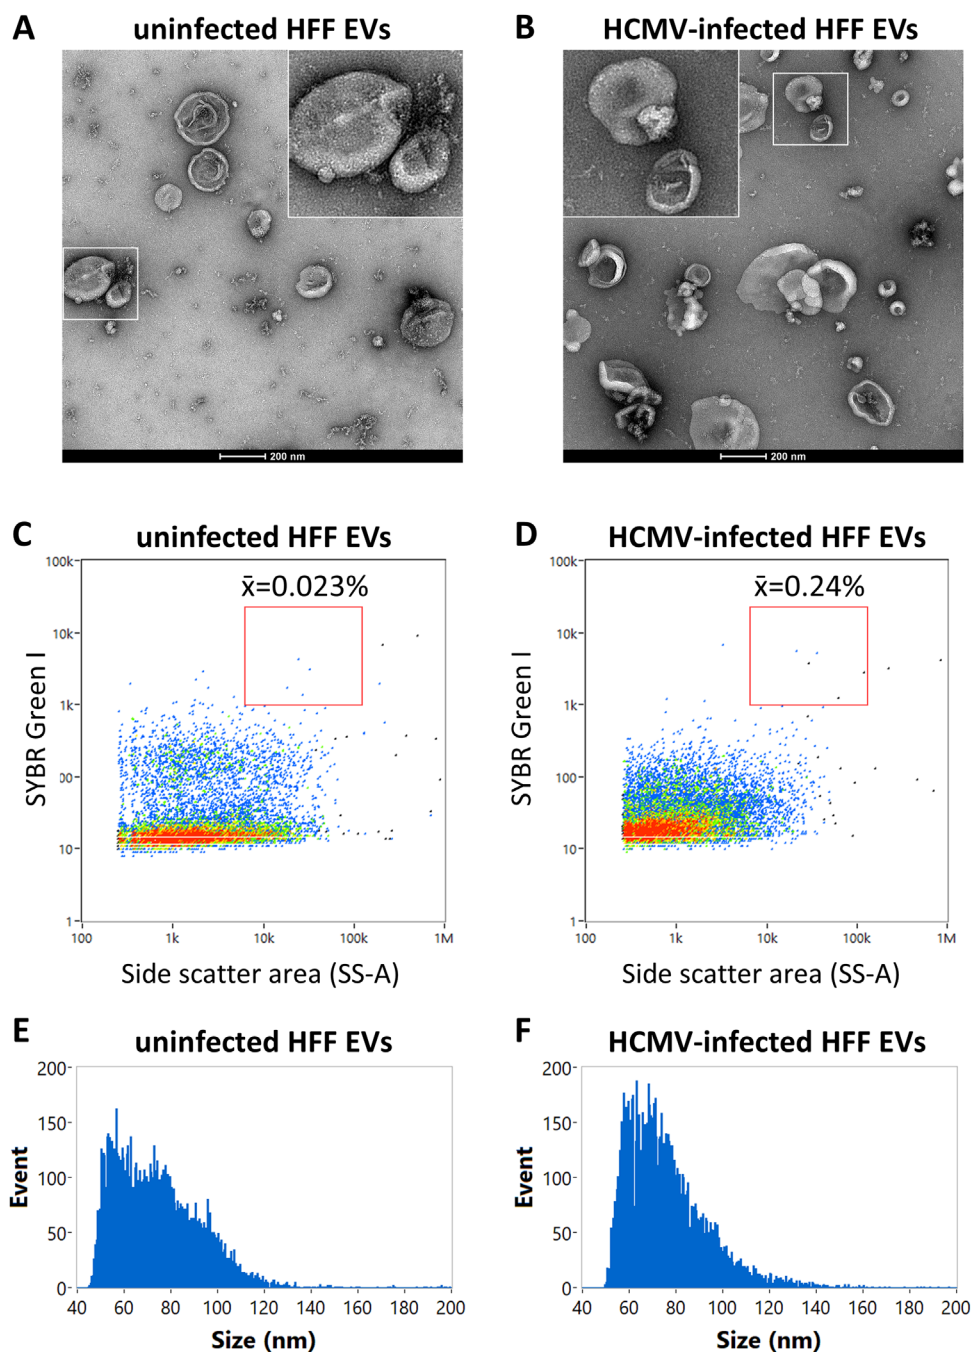 A uninfected HFF EVs
B HCMV-infected HFF EVs
200 nm
200 nm
C uninfected HFF EVs
x̄=0.023%
100k
10k
1k
00
10
1
SYBR Green I
100 1k 10k 100k 1M
Side scatter area (SS-A)
D HCMV-infected HFF EVs
x̄=0.24%
100k
10k
1k
100
10
1
SYBR Green I
100 1k 10k 100k 1M
Side scatter area (SS-A)
E uninfected HFF EVs
200
150
100
50
0
Event
40 60 80 100 120 140 160 180 200
Size (nm)
F HCMV-infected HFF EVs
200
150
100
50
0
Event
40 60 80 100 120 140 160 180 200
Size (nm)